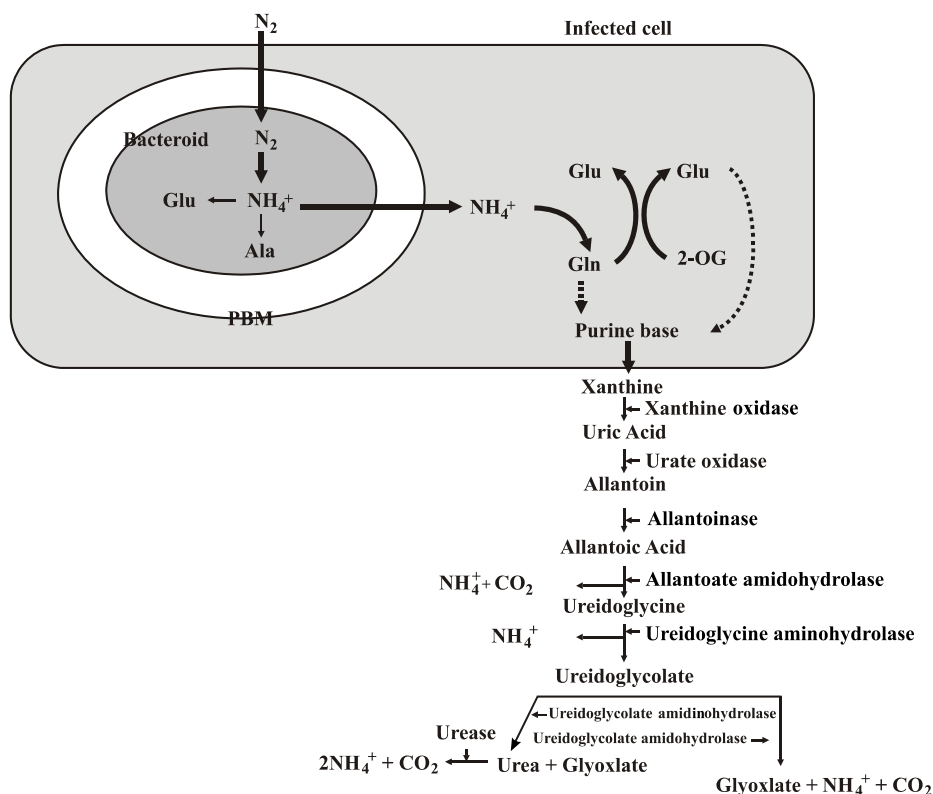 N2
Infected cell
Bacteroid
N2
Glu
NH4+
Ala
PBM
NH4+
Glu
Glu
Gln
2-OG
Purine base
Xanthine
Xanthine oxidase
Uric Acid
Urate oxidase
Allantoin
Allantoinase
Allantoic Acid
NH4+ + CO2
Allantoate amidohydrolase
Ureidoglycine
NH4+
Ureidoglycine aminohydrolase
Ureidoglycolate
Ureidoglycolate amidinohydrolase
Urease
Ureidoglycolate amidohydrolase
2NH4+ + CO2
Urea + Glyoxlate
Glyoxlate + NH4+ + CO2